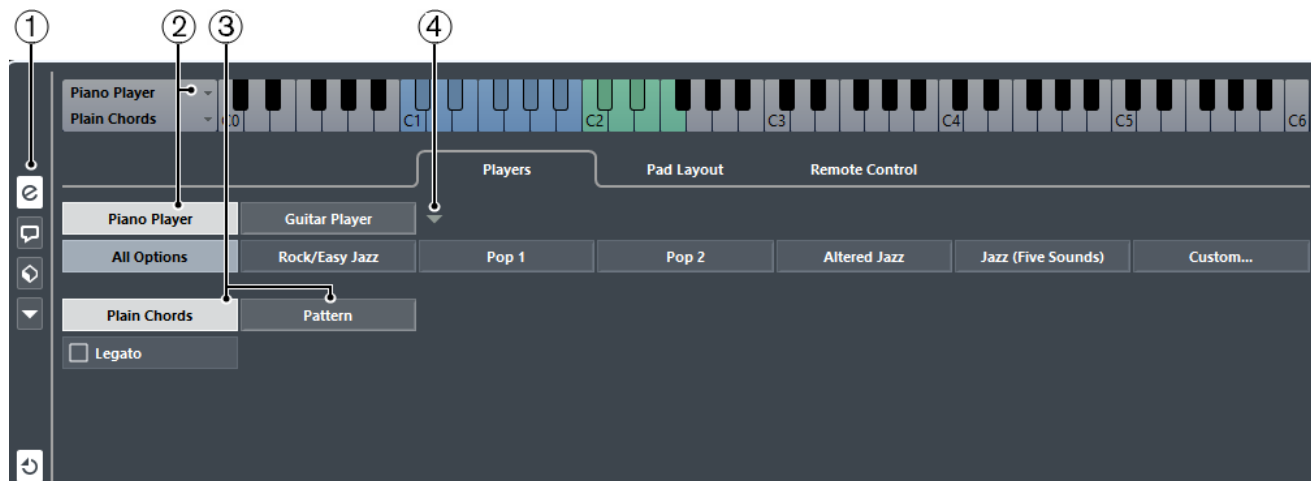 1 2 3 4
Piano Player
Plain Chords
C1 C2 C3 C4 C5 C6
Players Pad Layout Remote Control
Piano Player Guitar Player
All Options Rock/Easy Jazz Pop 1 Pop 2 Altered Jazz Jazz (Five Sounds) Custom...
3
Plain Chords Pattern
Legato